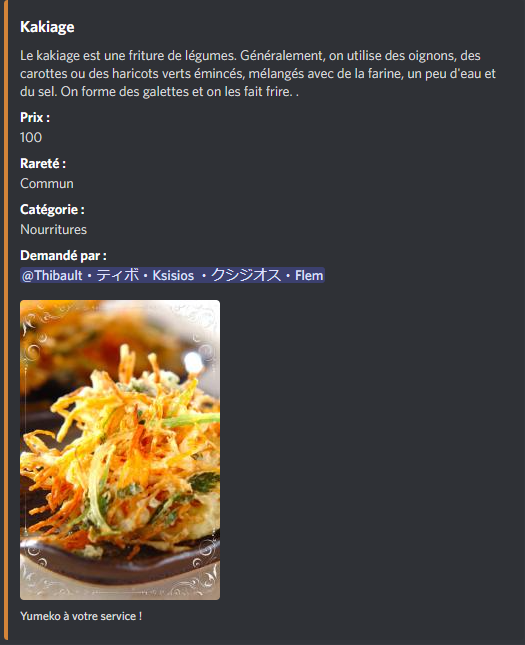 Kakiage
Le kakiage est une friture de légumes. Généralement, on utilise des oignons, des
carottes ou des haricots verts émincés, mélangés avec de la farine, un peu d'eau et
du sel. On forme des galettes et on les fait frire. .
Prix :
100
Rareté :
Commun
Catégorie :
Nourritures
Demandé par :
@Thibault・ティボ・Ksisios ・クシジオス・Flem
Yumeko à votre service !